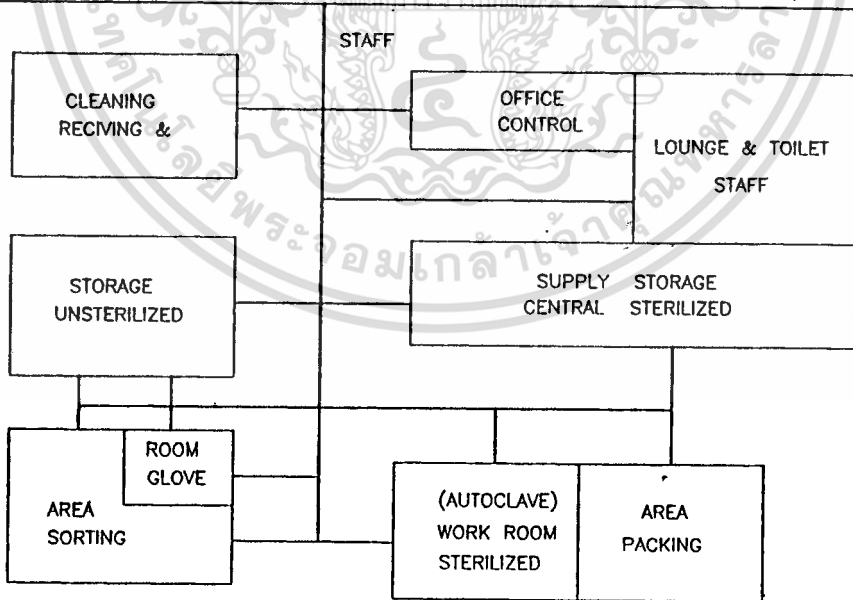 STAFF
CLEANING
RECIVING &
OFFICE
CONTROL
LOUNGE & TOILET
STAFF
STORAGE
UNSTERILIZED
SUPPLY STORAGE
CENTRAL STERILIZED
ROOM
GLOVE
AREA
SORTING
(AUTOCLAVE)
WORK ROOM
STERILIZED
AREA
PACKING